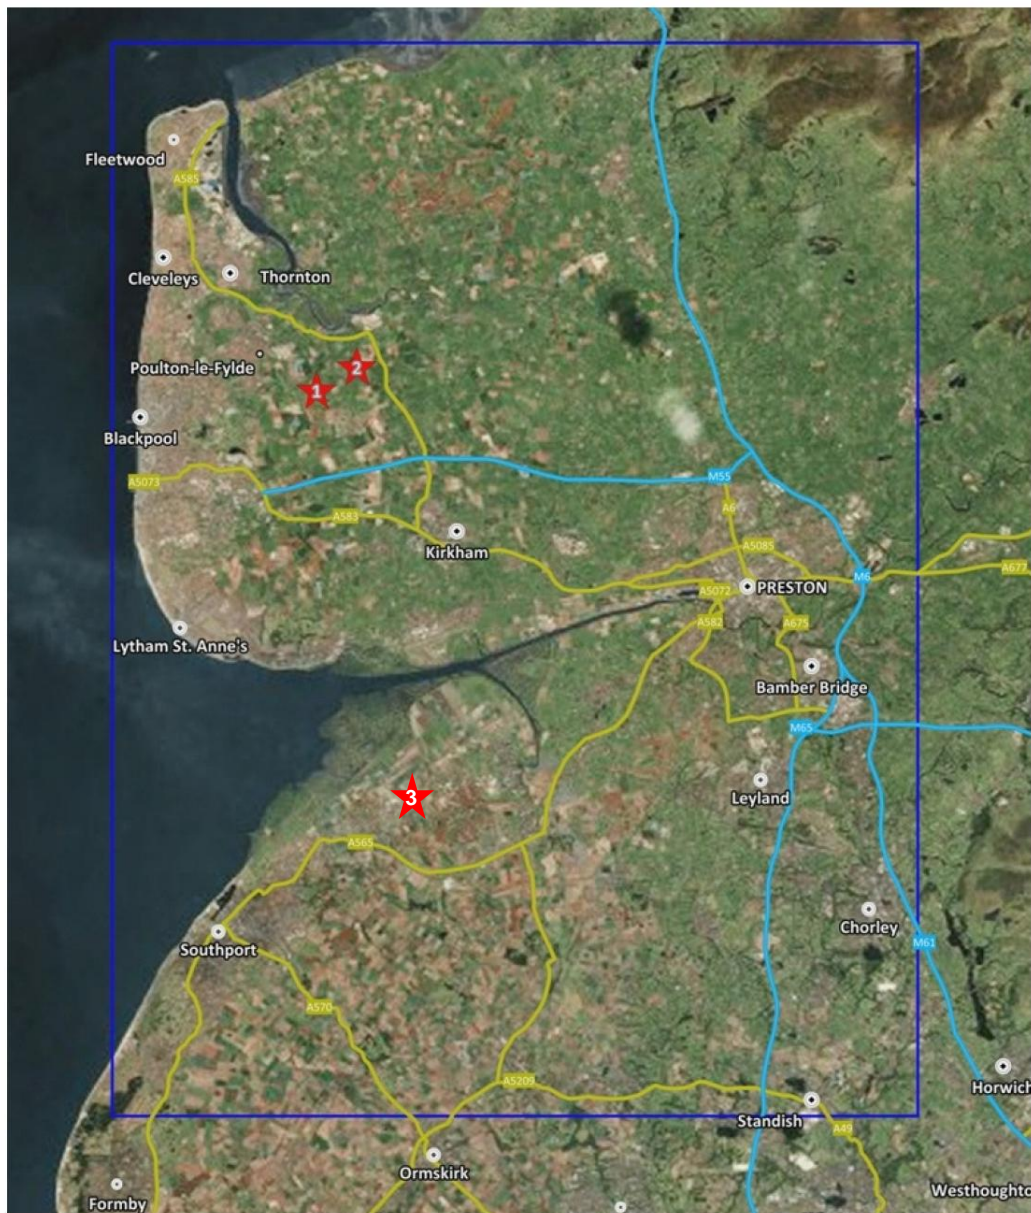 Fleetwood
A585
Cleveleys
Thornton
Poulton-le-Fylde
2
1
Blackpool
A5073
M55
A583
A6
Kirkham
A5085
A677
M6
A5072
PRESTON
A582
A675
Lytham St. Anne's
Bamber Bridge
M65
3
Leyland
A565
Chorley
Southport
M61
A570
A5209
Horwich
Standish
A49
Ormskirk
Formby
Westhoughto